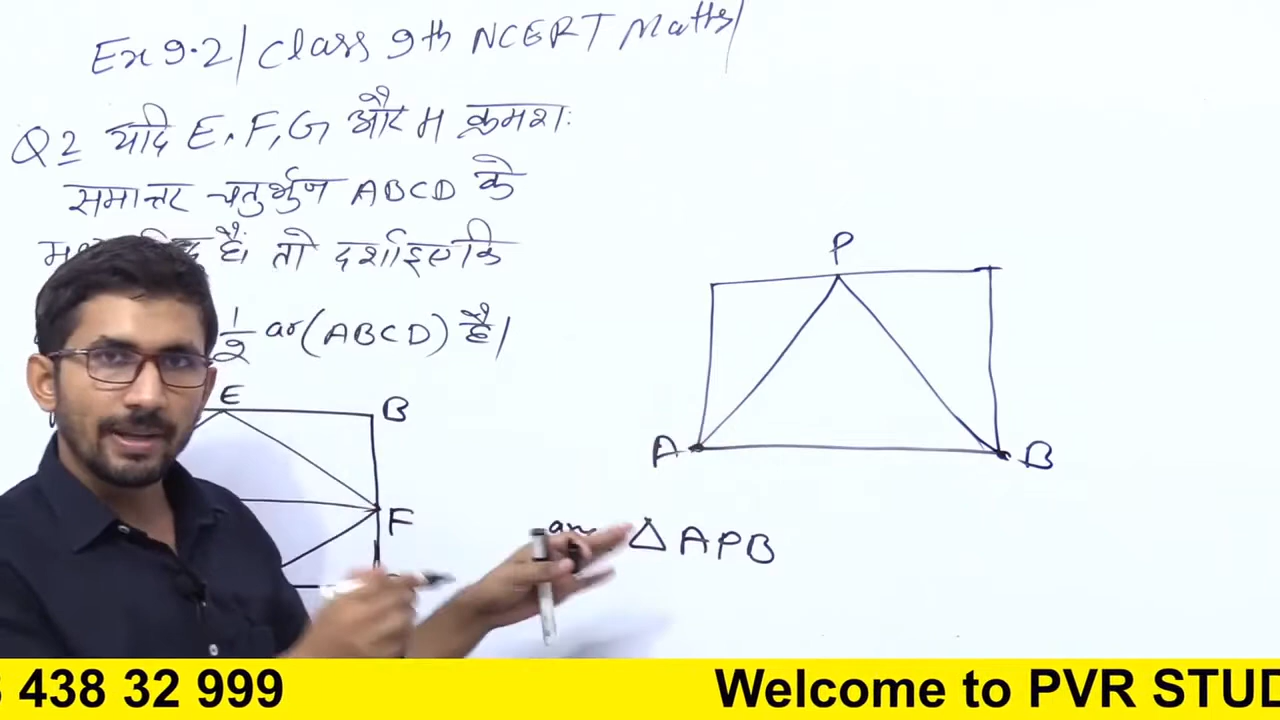 Ex 9.2/ Class 9th NCERT Maths/
Q2 यदि E, F, G और H क्रमशः
समान्तर चतुर्भुज ABCD के
है। तो दर्शाइए कि
1/2 ar(ABCD) है।
P
E
B
A
B
F
ar △ APB
438 32 999
Welcome to PVR STUD